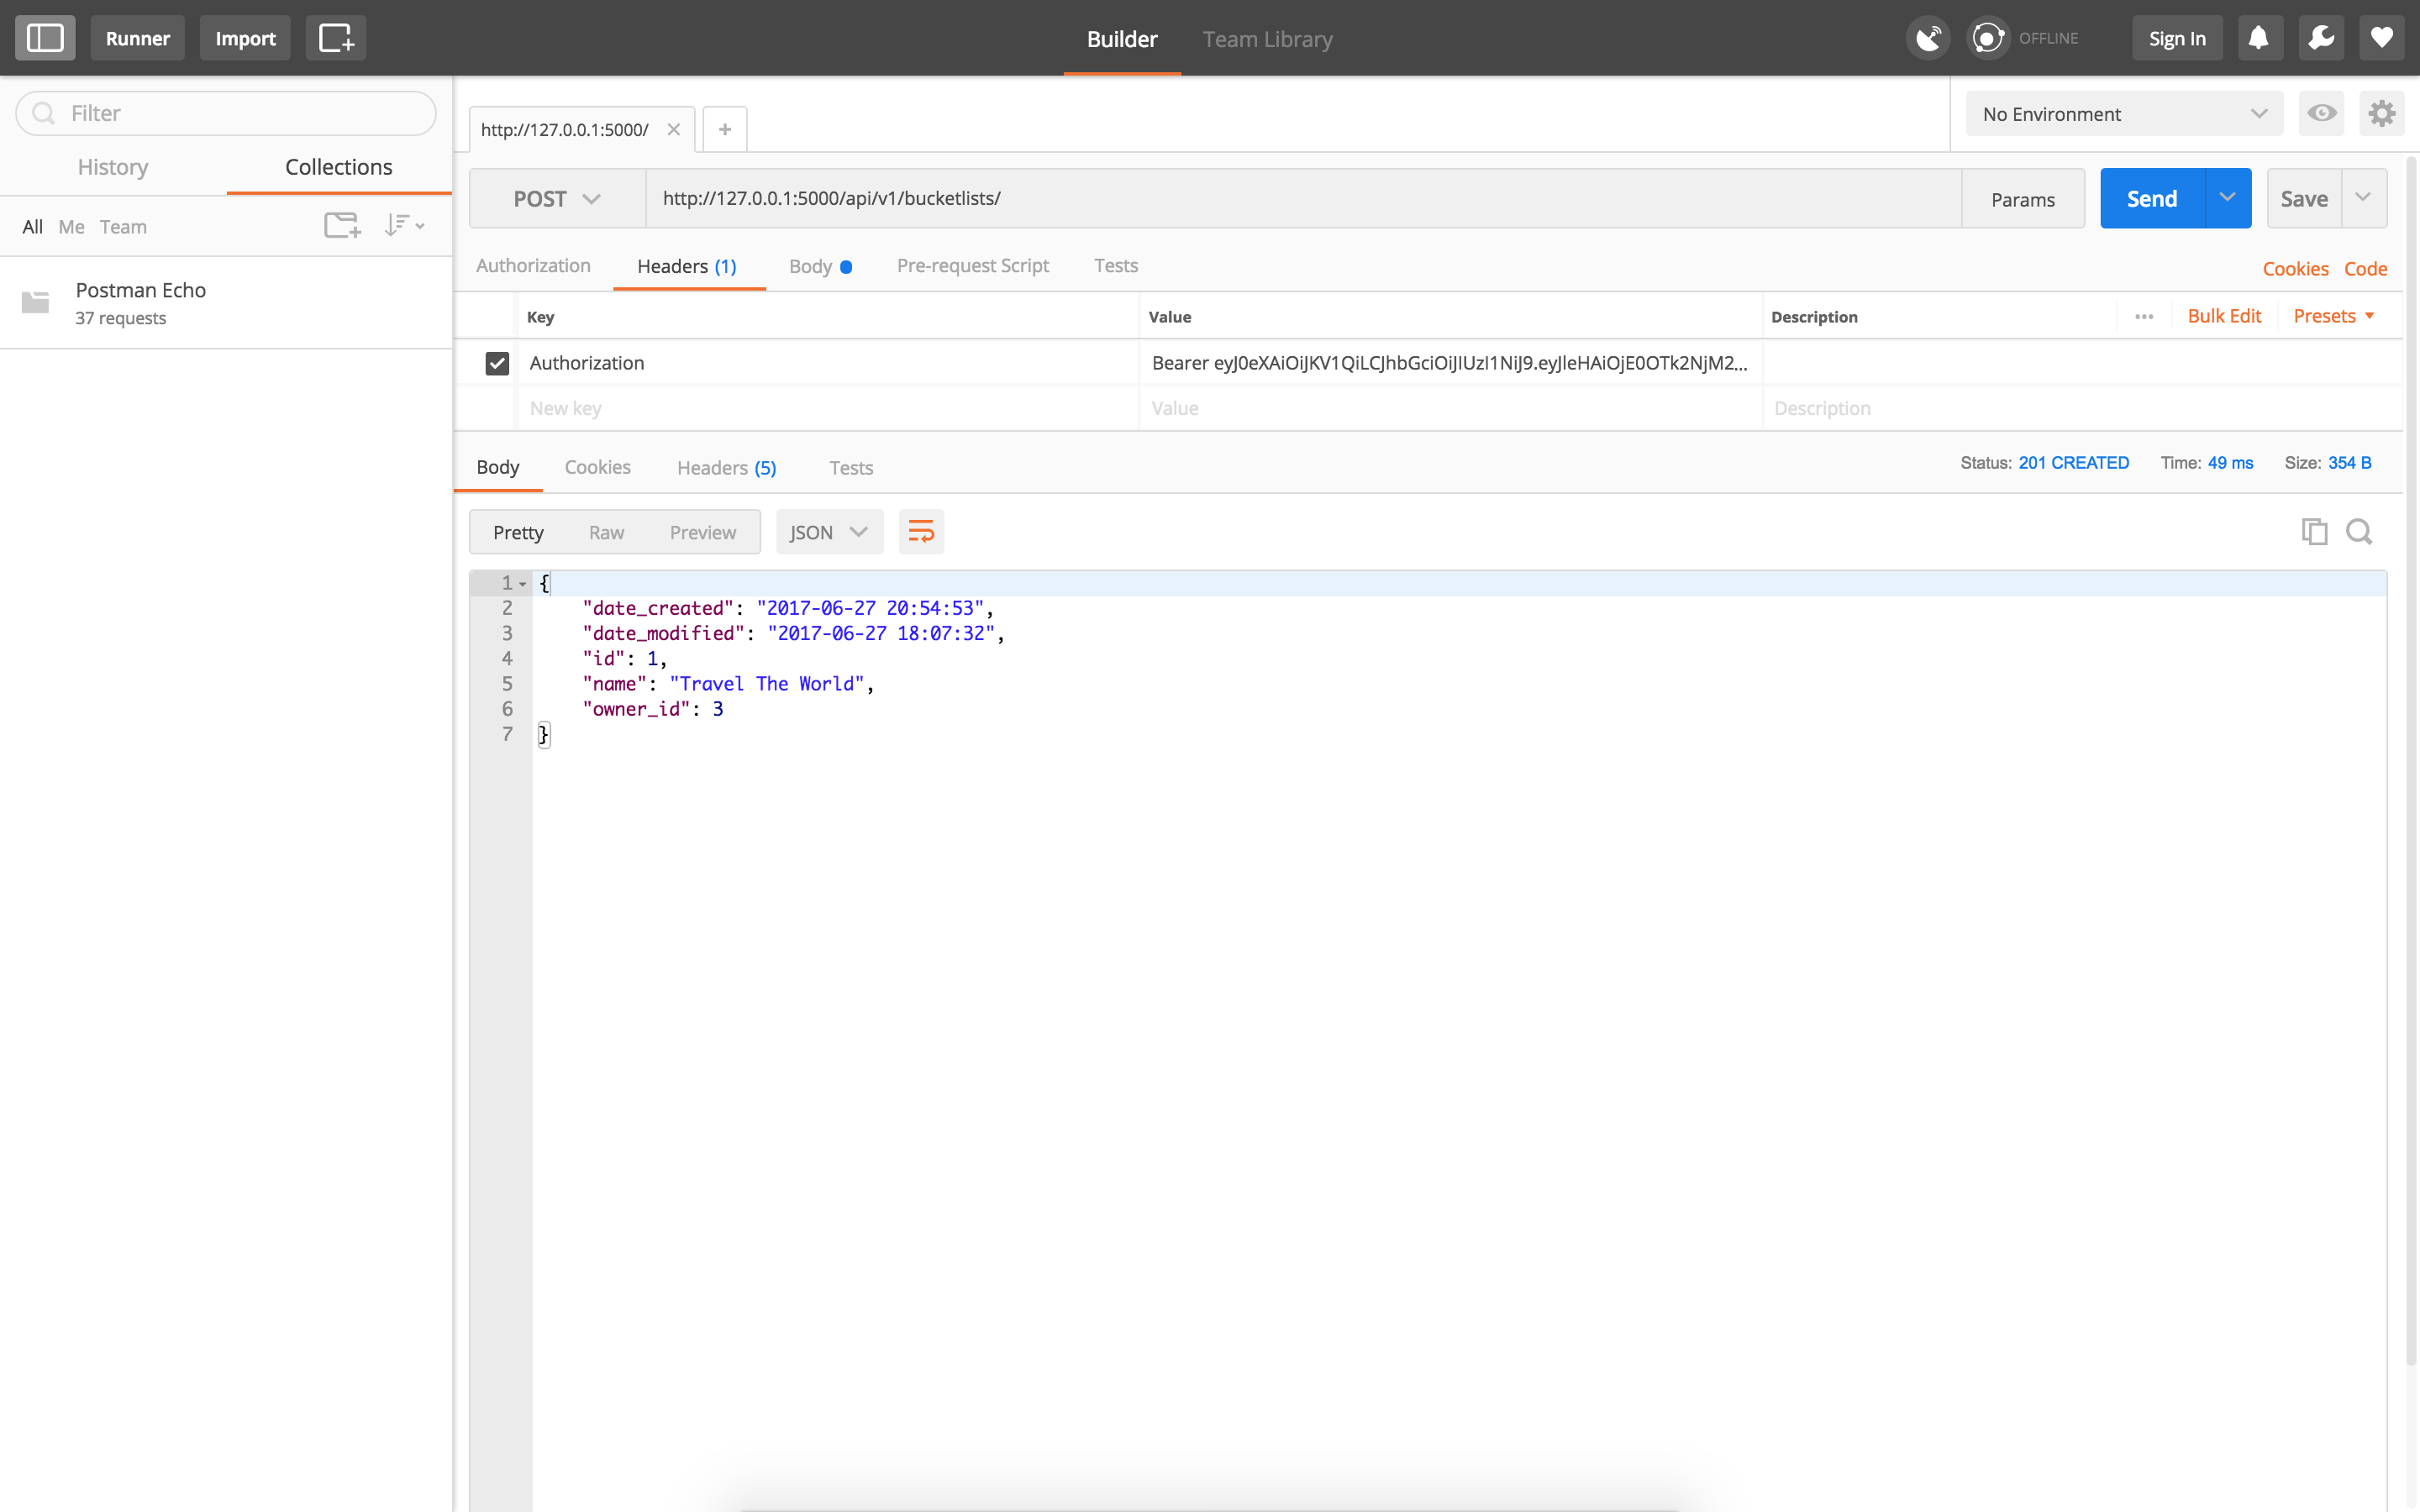 Runner Import Builder Team Library OFFLINE Sign In
Filter
History Collections
All Me Team
Postman Echo
37 requests
http://127.0.0.1:5000/
No Environment
POST http://127.0.0.1:5000/api/v1/bucketlists/ Params Send Save
Authorization Headers (1) Body Pre-request Script Tests Cookies Code
Key Value Description ••• Bulk Edit Presets
Authorization Bearer eyJ0eXAiOiJKV1QiLCJhbGciOiJIUzI1NiJ9.eyJleHAiOjE0OTk2NjM2...
New key Value Description
Body Cookies Headers (5) Tests Status: 201 CREATED Time: 49 ms Size: 354 B
Pretty Raw Preview JSON
1 {
2 "date_created": "2017-06-27 20:54:53",
3 "date_modified": "2017-06-27 18:07:32",
4 "id": 1,
5 "name": "Travel The World",
6 "owner_id": 3
7 }